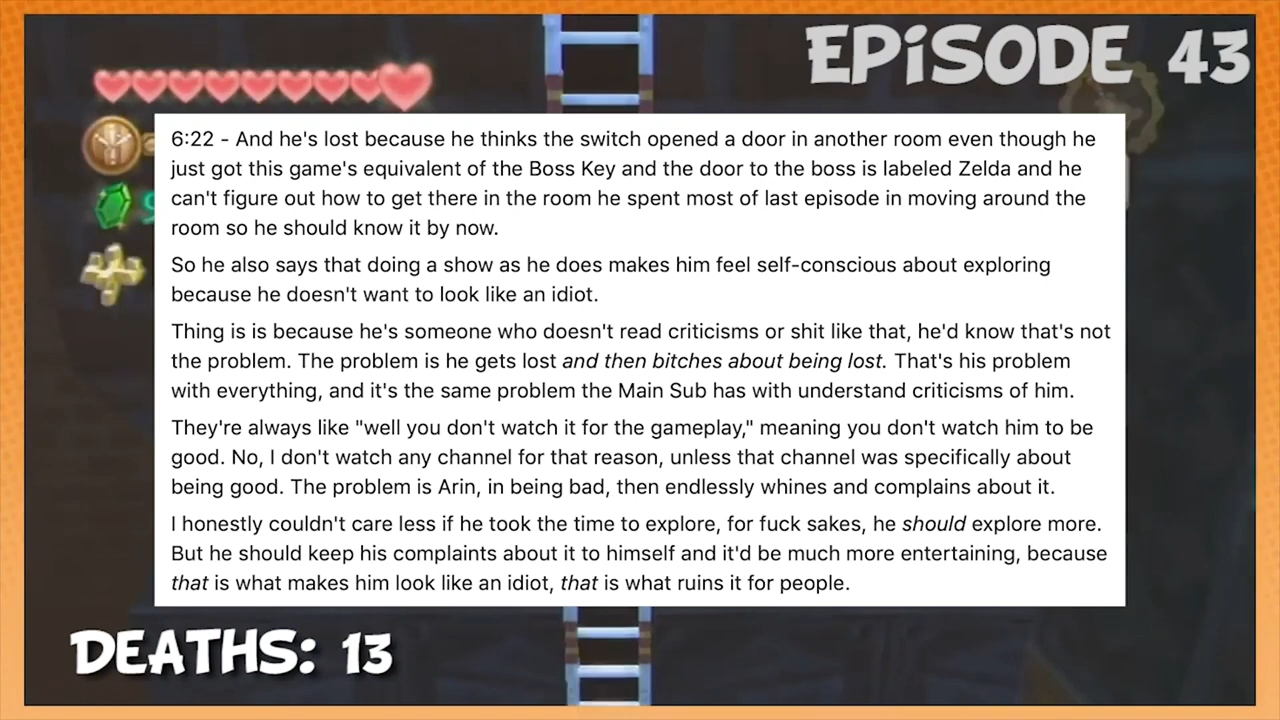 EPISODE 43
6:22 - And he's lost because he thinks the switch opened a door in another room even though he
just got this game's equivalent of the Boss Key and the door to the boss is labeled Zelda and he
can't figure out how to get there in the room he spent most of last episode in moving around the
room so he should know it by now.
So he also says that doing a show as he does makes him feel self-conscious about exploring
because he doesn't want to look like an idiot.
Thing is is because he's someone who doesn't read criticisms or shit like that, he'd know that's not
the problem. The problem is he gets lost and then bitches about being lost. That's his problem
with everything, and it's the same problem the Main Sub has with understand criticisms of him.
They're always like "well you don't watch it for the gameplay," meaning you don't watch him to be
good. No, I don't watch any channel for that reason, unless that channel was specifically about
being good. The problem is Arin, in being bad, then endlessly whines and complains about it.
I honestly couldn't care less if he took the time to explore, for fuck sakes, he should explore more.
But he should keep his complaints about it to himself and it'd be much more entertaining, because
that is what makes him look like an idiot, that is what ruins it for people.
DEATHS: 13